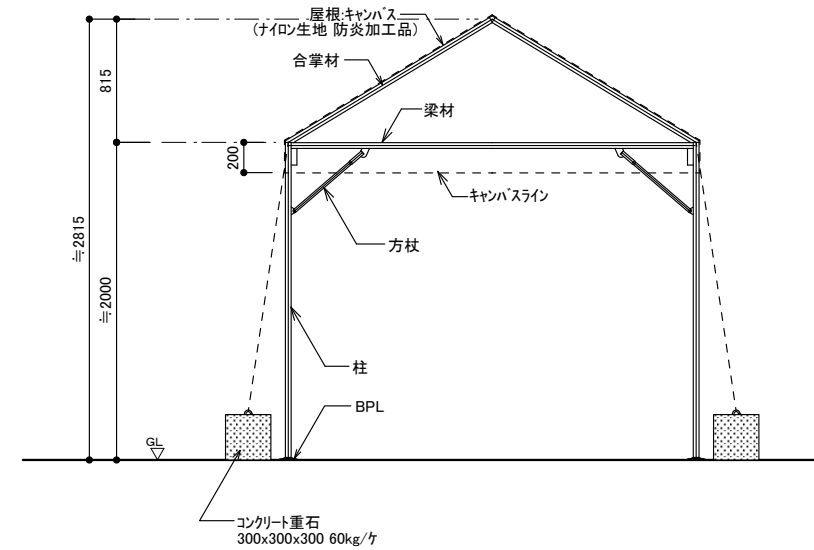 屋根:キャンバス
(ナイロン生地 防炎加工品)
合掌材
815
梁材
200
キャンバスライン
≒2815
方杖
≒2000
柱
BPL
GL
コンクリート重石
300x300x300 60kg/ケ